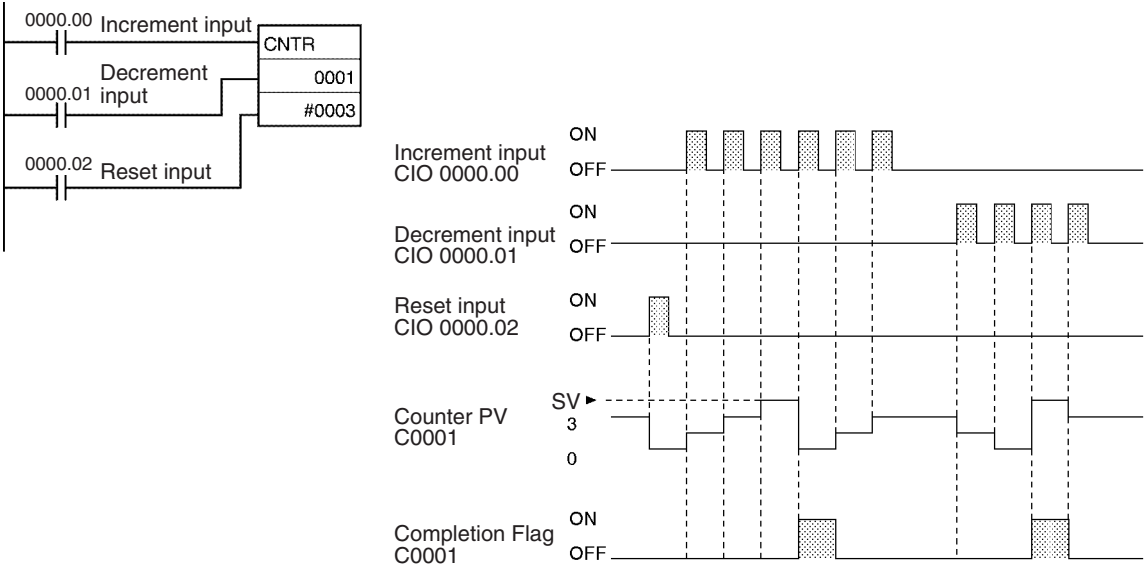 0000.00 Increment input
CNTR
Decrement
0001
0000.01 input
#0003
0000.02 Reset input
Increment input
CIO 0000.00
ON
OFF
Decrement input
CIO 0000.01
ON
OFF
Reset input
CIO 0000.02
ON
OFF
Counter PV
C0001
SV
3
0
Completion Flag
C0001
ON
OFF